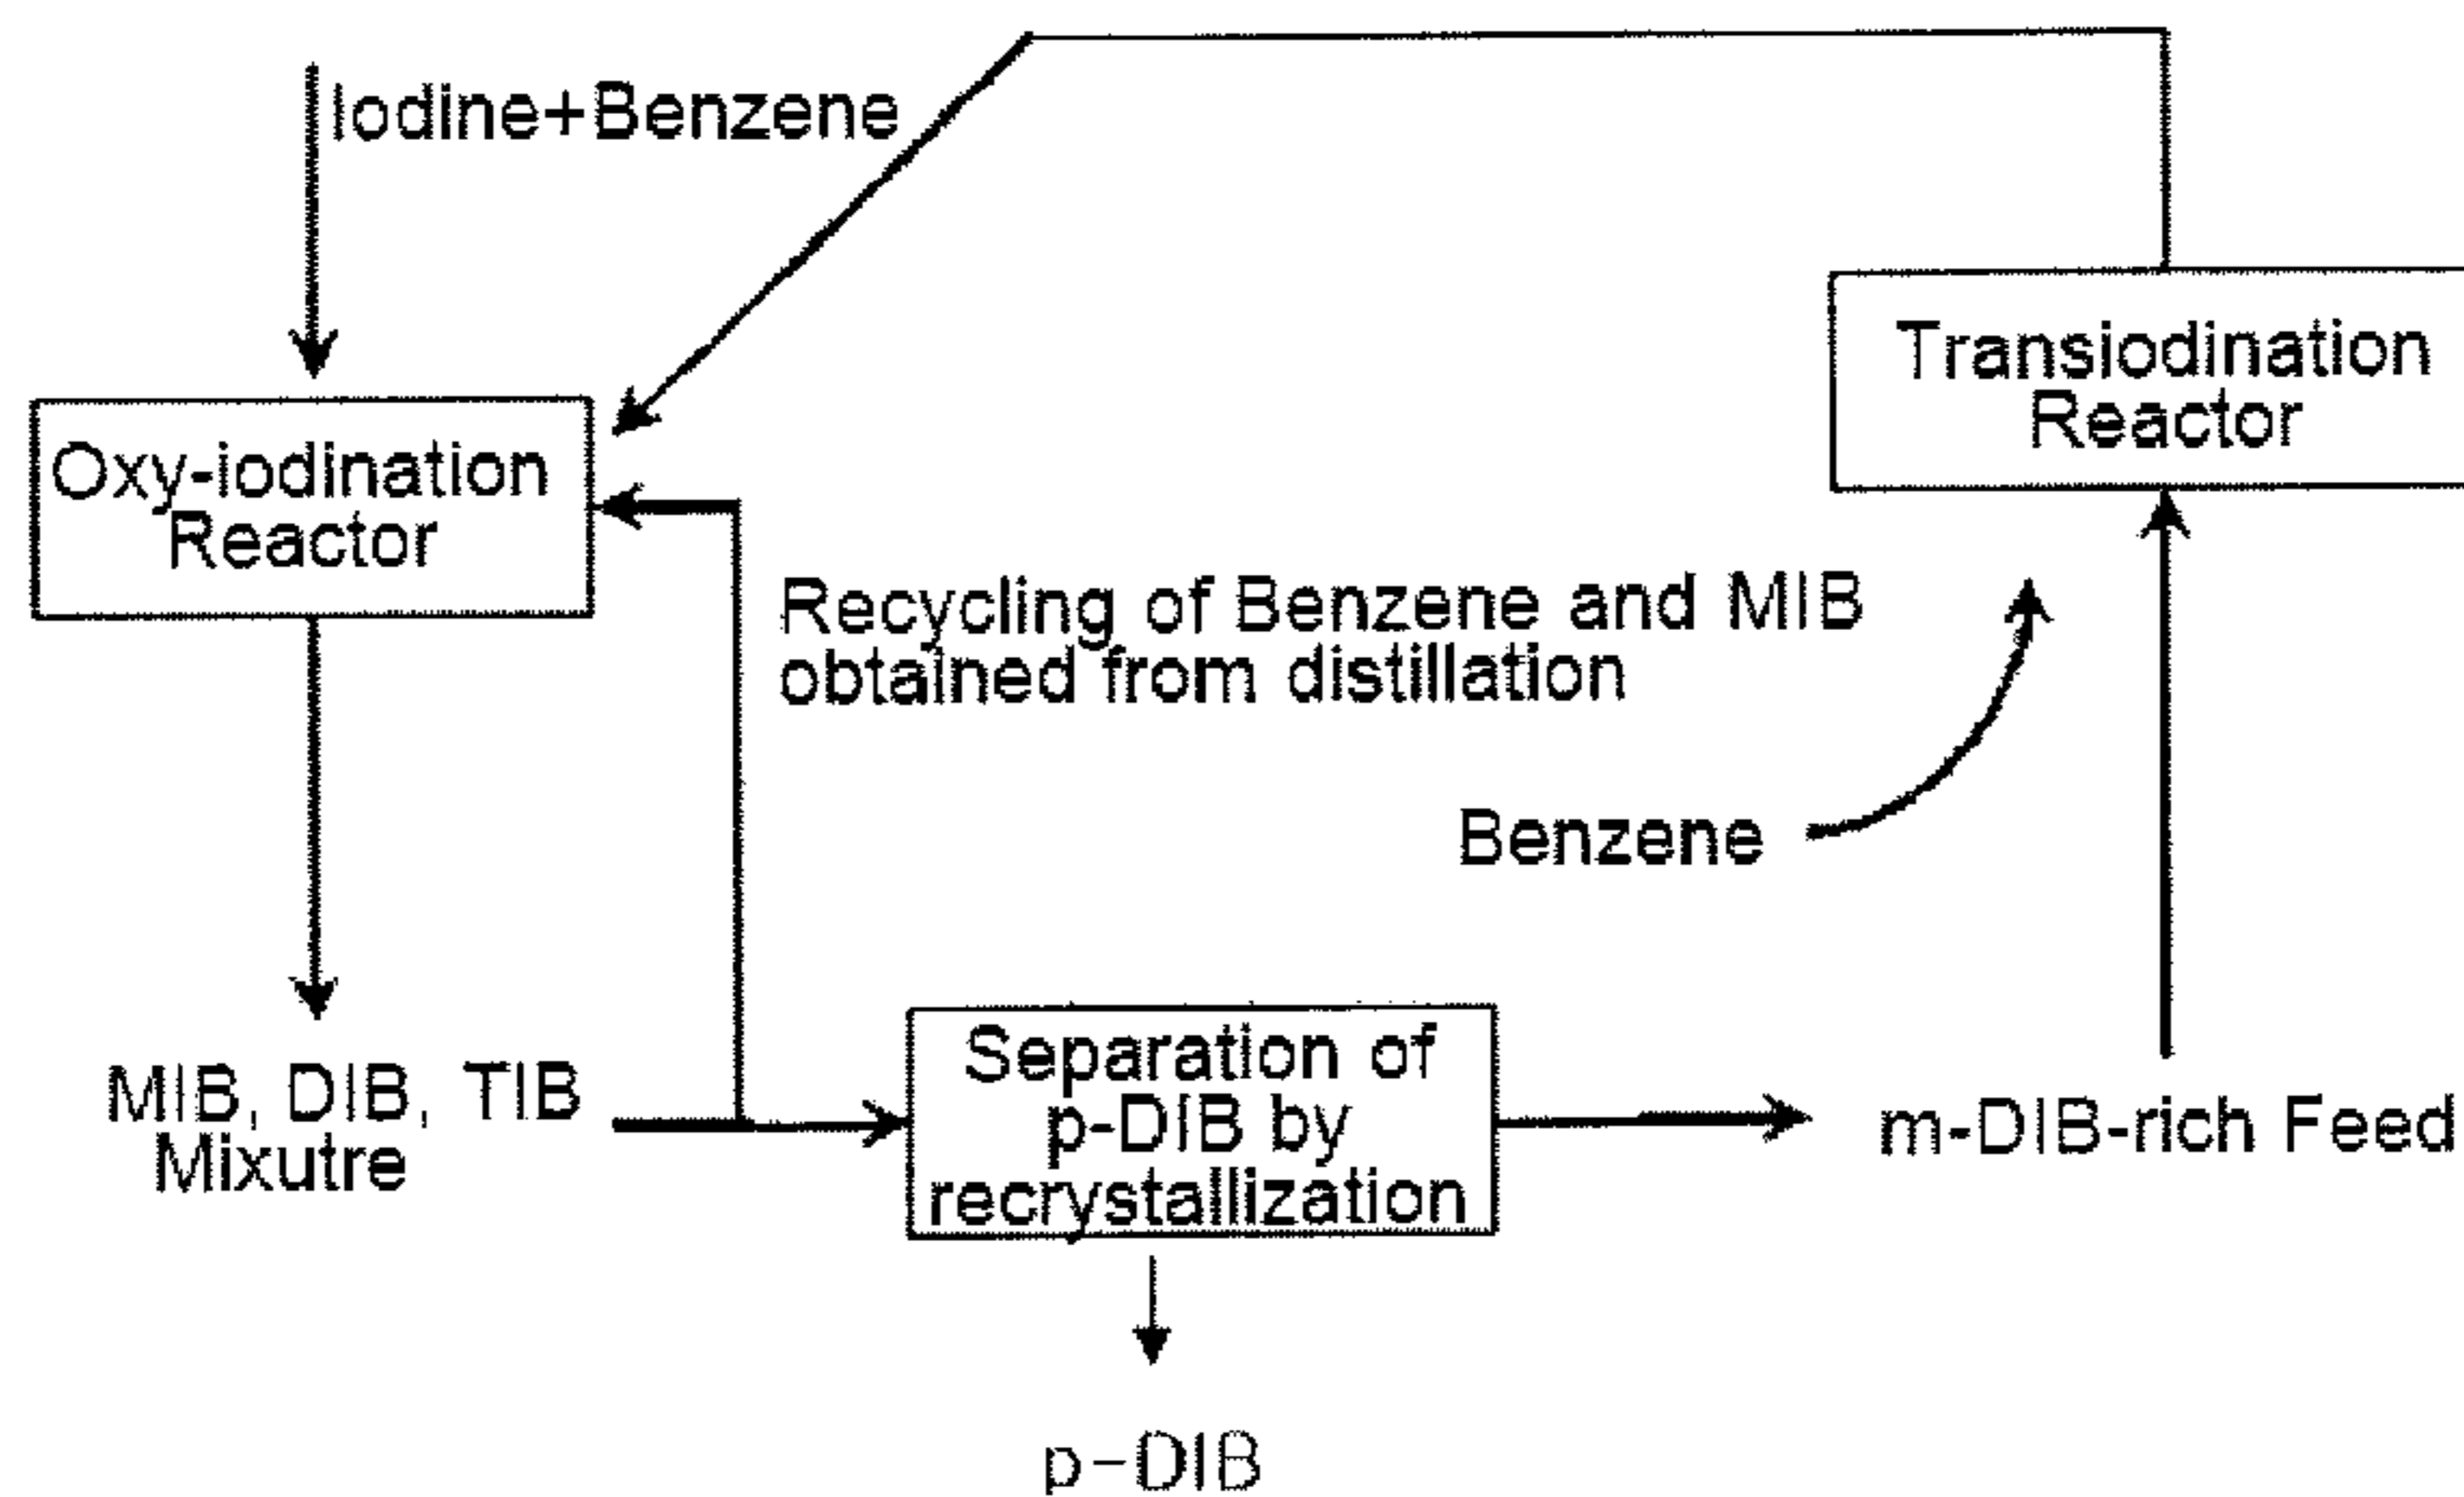 Iodine+Benzene
Transiodination
Reactor
Oxy-iodination
Reactor
Recycling of Benzene and MIB
obtained from distillation
Benzene
MIB, DIB, TIB
Mixutre
Separation of
p-DIB by
recrystallization
m-DIB-rich Feed
p-DIB